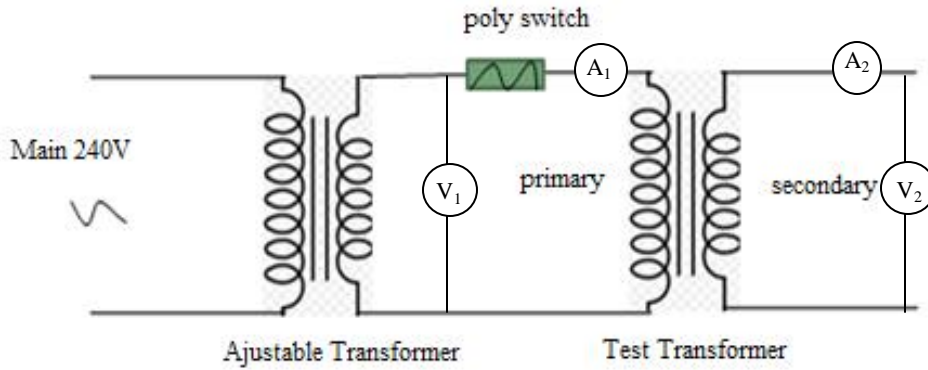 poly switch
A₁
A₂
Main 240V
V₁
primary
secondary
V₂
Ajustable Transformer
Test Transformer